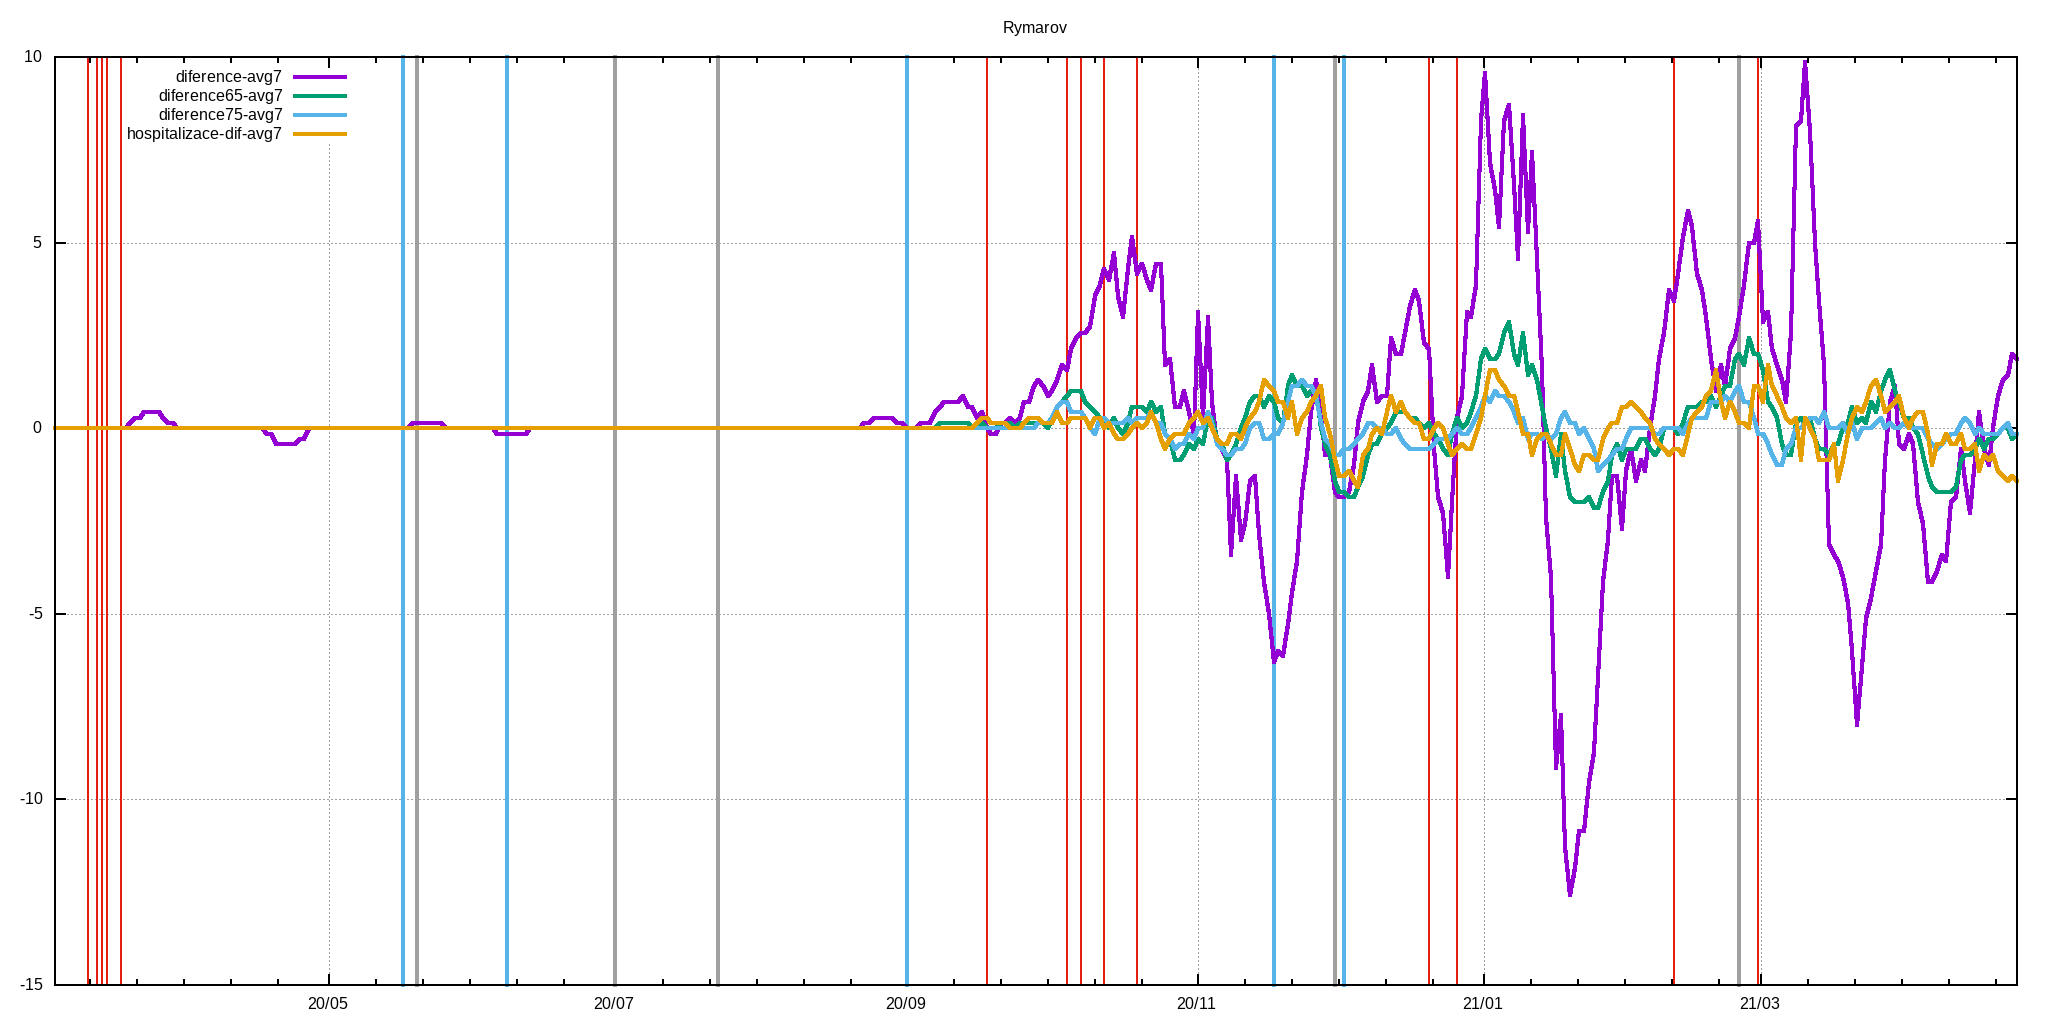 Rymarov
10
diference-avg7
diference65-avg7
diference75-avg7
hospitalizace-dif-avg7
5
0
-5
-10
-15
20/05 20/07 20/09 20/11 21/01 21/03